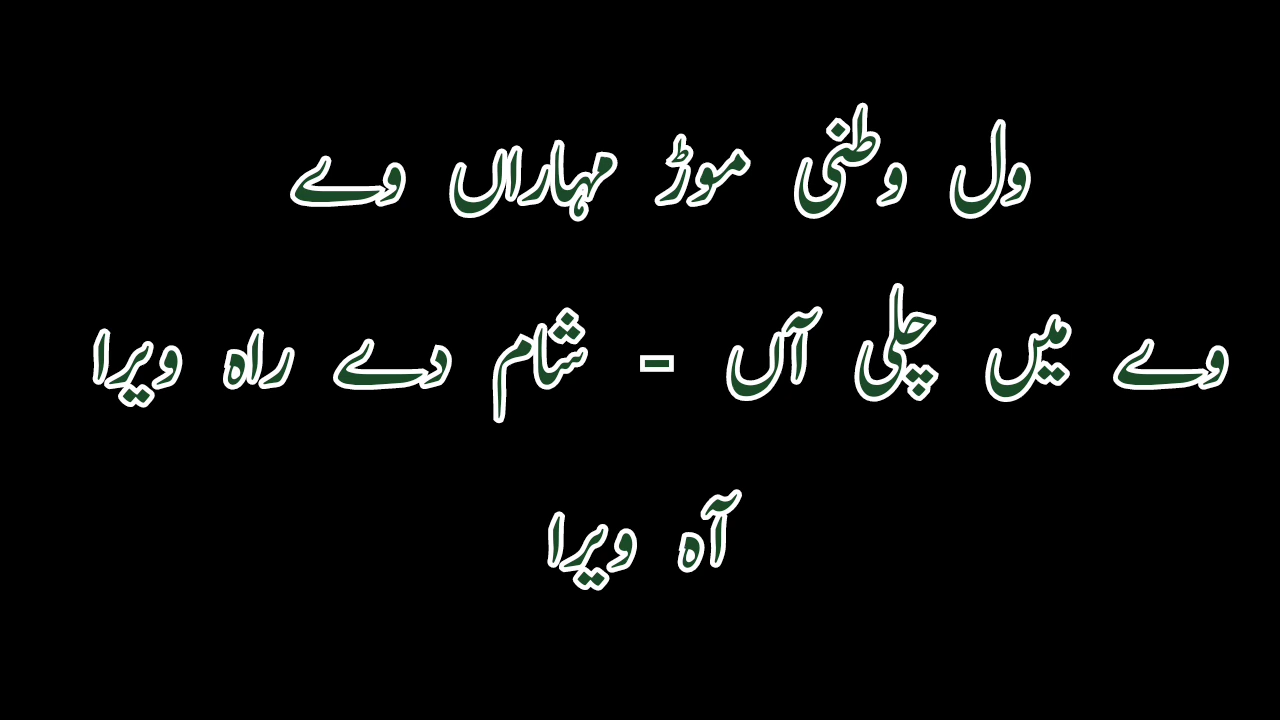 ول وطنی موڑ مہاراں وے
وے میں چلی آں - شام دے راہ ویرا
آہ ویرا